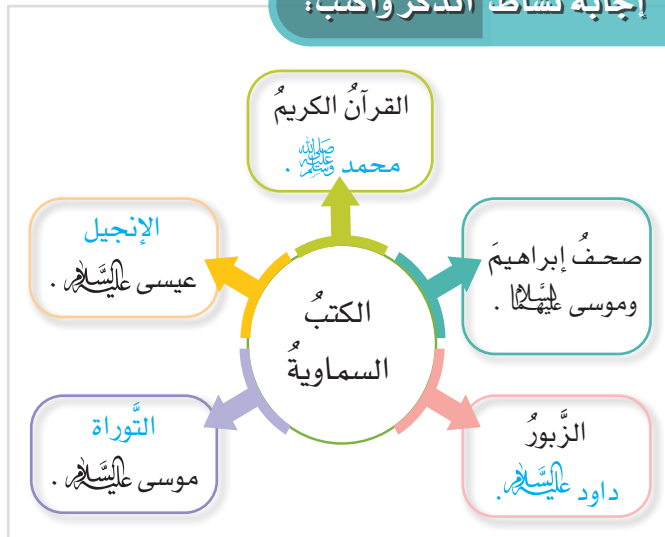 إجابة نشاط أتذكر وأكتب:
القرآنُ الكريمُ
محمد ﷺ .
صحفُ إبراهيمَ
وموسى عليهما السلام .
الإنجيل
عيسى عليه السلام .
الكتبُ
السماويةُ
الزَّبورُ
داود عليه السلام.
التَّوراة
موسى عليه السلام .